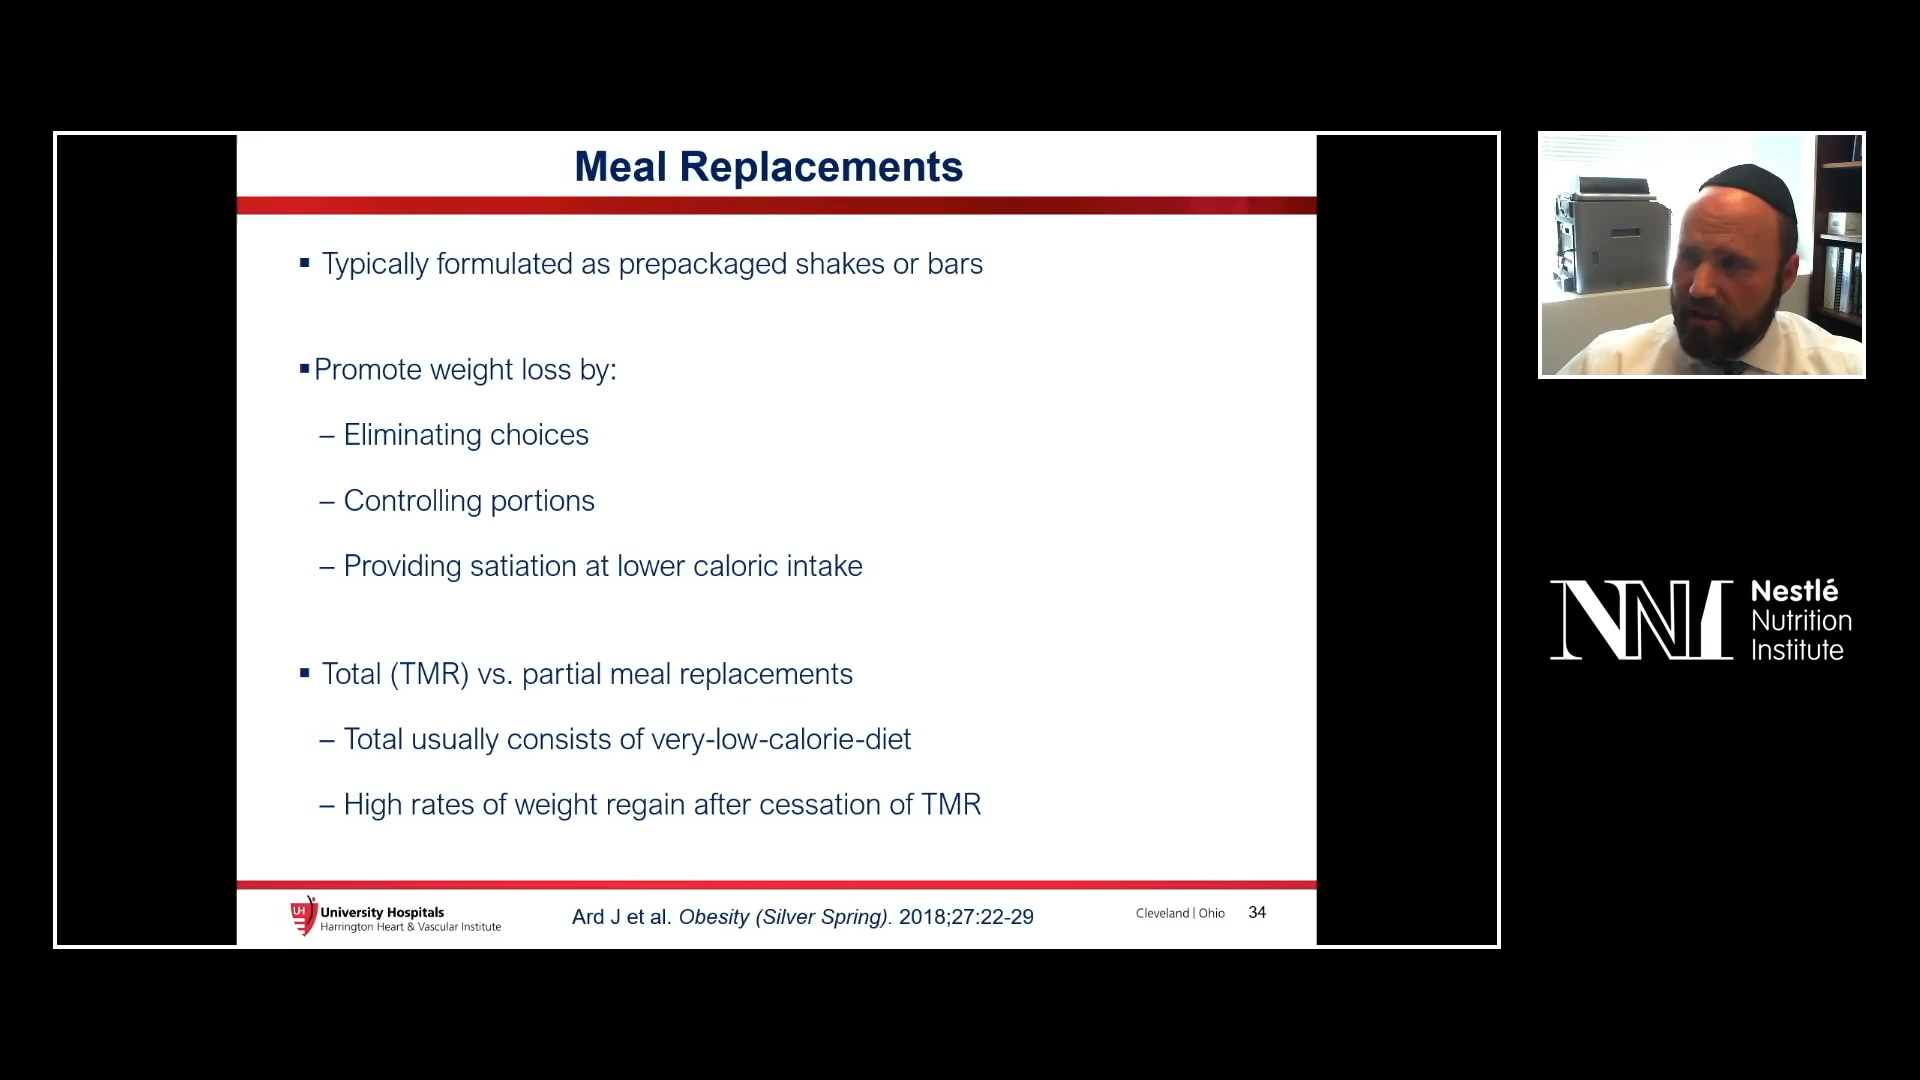 Meal Replacements
▪ Typically formulated as prepackaged shakes or bars
▪ Promote weight loss by:
– Eliminating choices
– Controlling portions
– Providing satiation at lower caloric intake
▪ Total (TMR) vs. partial meal replacements
– Total usually consists of very-low-calorie-diet
– High rates of weight regain after cessation of TMR
UH
University Hospitals
Harrington Heart & Vascular Institute
Ard J et al. Obesity (Silver Spring). 2018;27:22-29
Cleveland | Ohio
34
NNI
Nestlé
Nutrition
Institute